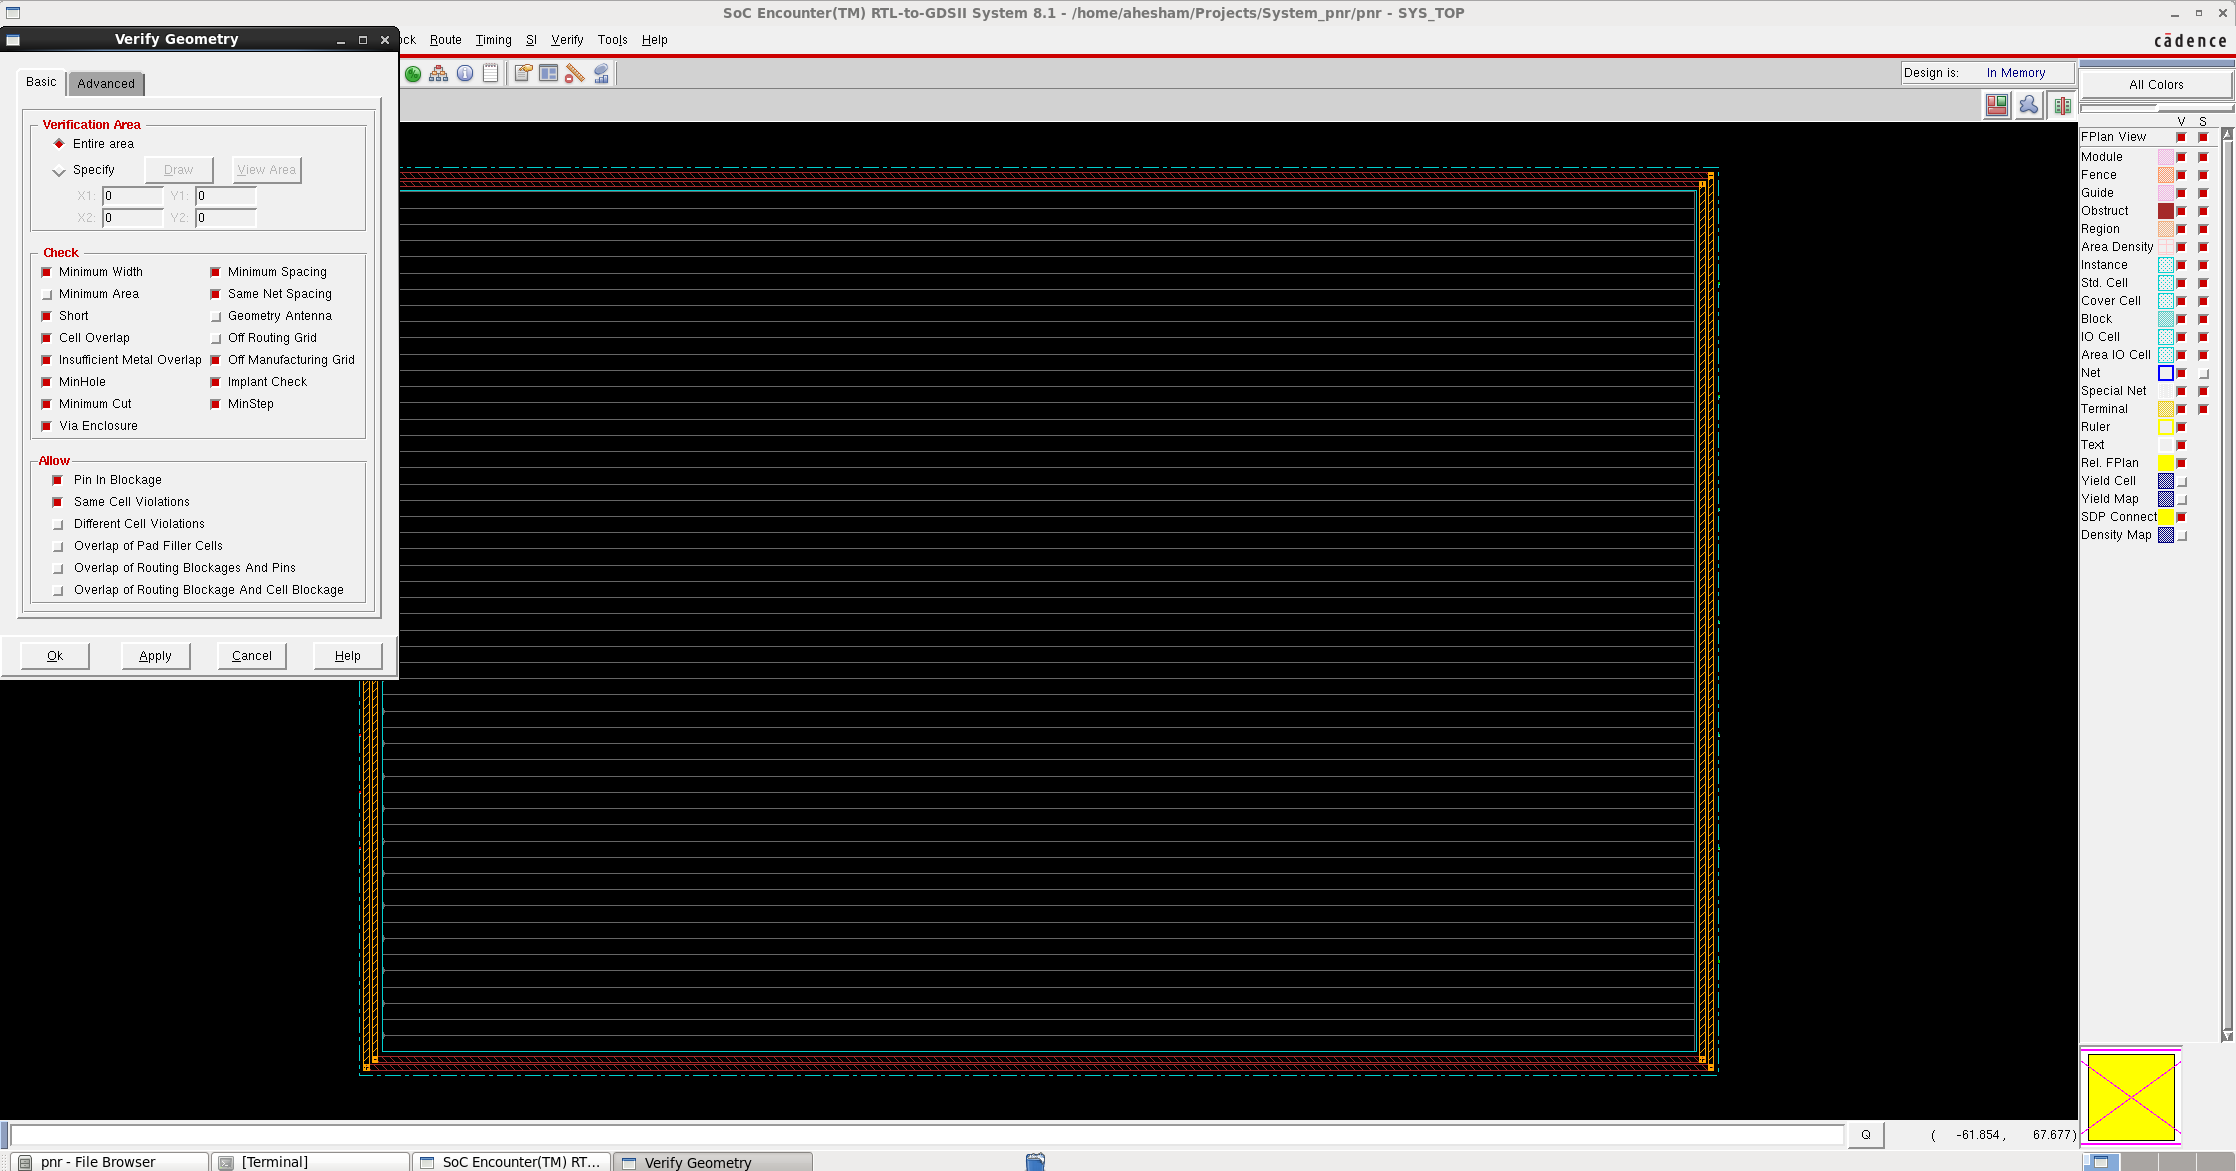 SoC Encounter(TM) RTL-to-GDSII System 8.1 - /home/ahesham/Projects/System_pnr/pnr - SYS_TOP
Verify Geometry
ock Route Timing SI Verify Tools Help
cādence
Basic Advanced
Design is: In Memory
All Colors
Verification Area
Entire area
Specify Draw View Area
X1: 0 Y1: 0
X2: 0 Y2: 0
Check
Minimum Width Minimum Spacing
Minimum Area Same Net Spacing
Short Geometry Antenna
Cell Overlap Off Routing Grid
Insufficient Metal Overlap Off Manufacturing Grid
MinHole Implant Check
Minimum Cut MinStep
Via Enclosure
Allow
Pin In Blockage
Same Cell Violations
Different Cell Violations
Overlap of Pad Filler Cells
Overlap of Routing Blockages And Pins
Overlap of Routing Blockage And Cell Blockage
Ok Apply Cancel Help
V S
FPlan View
Module
Fence
Guide
Obstruct
Region
Area Density
Instance
Std. Cell
Cover Cell
Block
IO Cell
Area IO Cell
Net
Special Net
Terminal
Ruler
Text
Rel. FPlan
Yield Cell
Yield Map
SDP Connect
Density Map
Q ( -61.854 , 67.677)
pnr - File Browser [Terminal] SoC Encounter(TM) RT... Verify Geometry